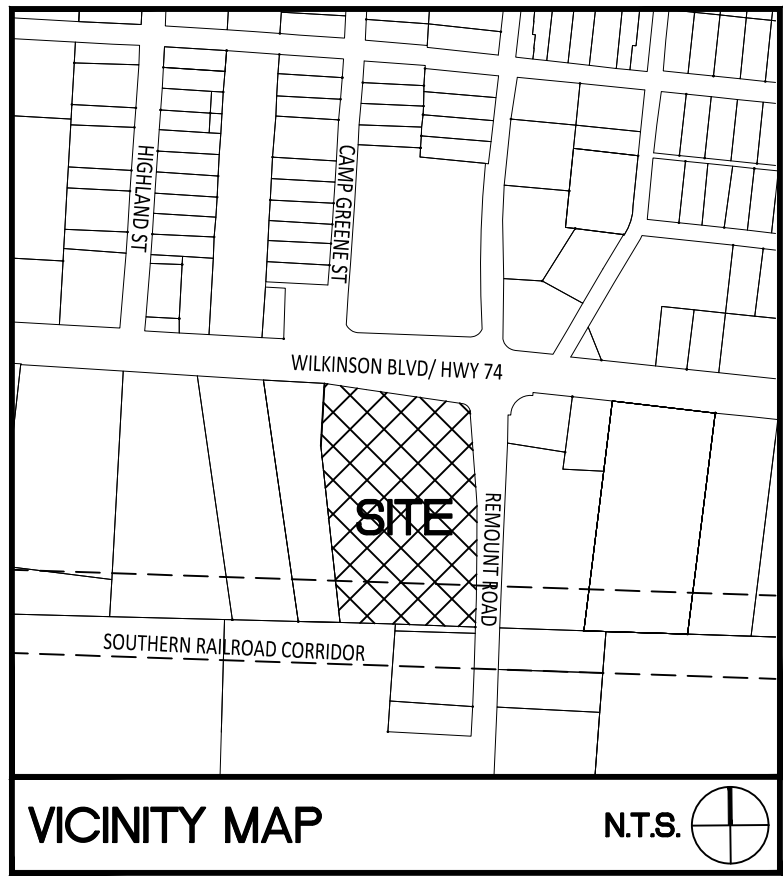 HIGHLAND ST
CAMP GREENE ST
WILKINSON BLVD/ HWY 74
SITE
REMOUNT ROAD
SOUTHERN RAILROAD CORRIDOR
VICINITY MAP
N.T.S.